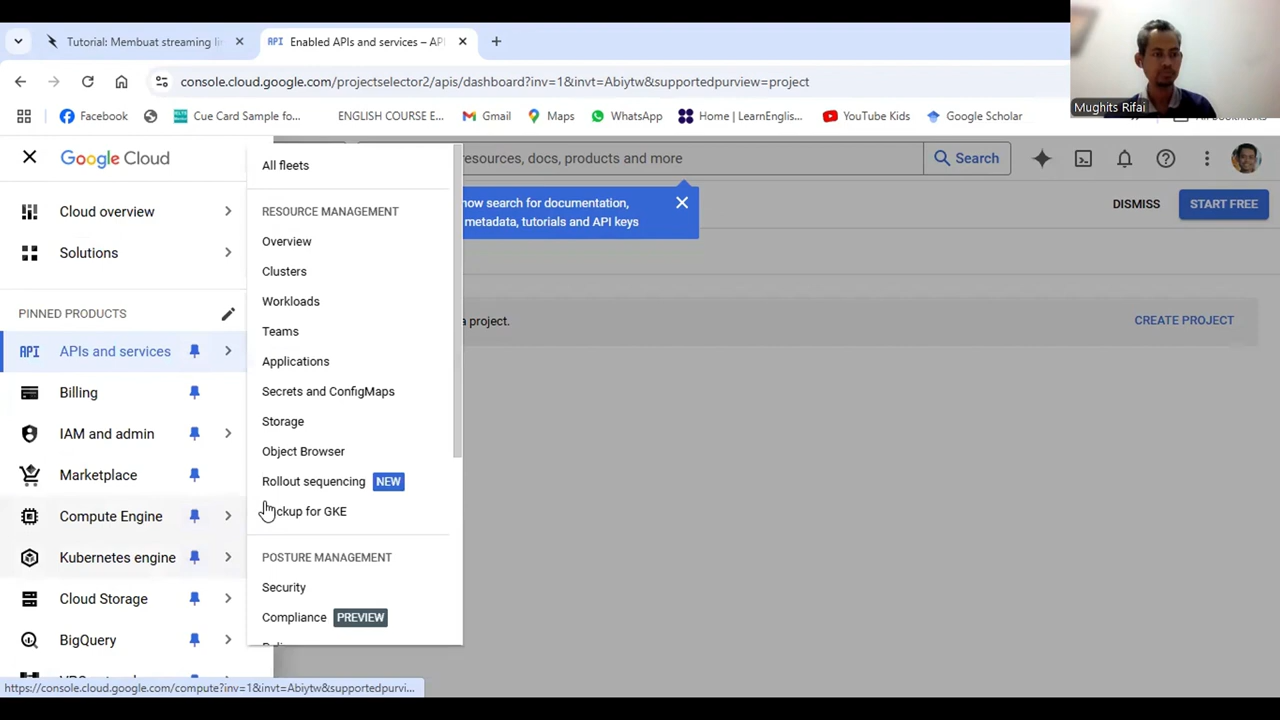 Tutorial: Membuat streaming li
Enabled APIs and services – API
console.cloud.google.com/projectselector2/apis/dashboard?inv=1&invt=Abiytw&supportedpurview=project
Mughits Rifai
Facebook
Cue Card Sample fo...
ENGLISH COURSE E...
Gmail
Maps
WhatsApp
Home | LearnEnglis...
YouTube Kids
Google Scholar
Google Cloud
esources, docs, products and more
Search
now search for documentation,
metadata, tutorials and API keys
DISMISS
START FREE
a project.
CREATE PROJECT
Cloud overview
Solutions
PINNED PRODUCTS
API APIs and services
Billing
IAM and admin
Marketplace
Compute Engine
Kubernetes engine
Cloud Storage
BigQuery
All fleets
RESOURCE MANAGEMENT
Overview
Clusters
Workloads
Teams
Applications
Secrets and ConfigMaps
Storage
Object Browser
Rollout sequencing NEW
ckup for GKE
POSTURE MANAGEMENT
Security
Compliance PREVIEW
https://console.cloud.google.com/compute?inv=1&invt=Abiytw&supportedpurvi...